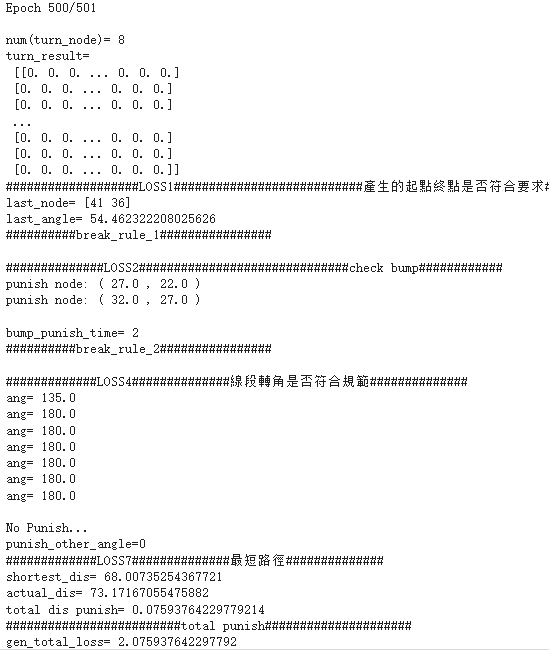 Epoch 500/501
num(turn_node)= 8
turn_result=
[[0. 0. 0. ... 0. 0. 0.]
[0. 0. 0. ... 0. 0. 0.]
[0. 0. 0. ... 0. 0. 0.]
...
[0. 0. 0. ... 0. 0. 0.]
[0. 0. 0. ... 0. 0. 0.]
[0. 0. 0. ... 0. 0. 0.]]
###################LOSS1###########################產生的起點終點是否符合要求#
last_node= [41 36]
last_angle= 54.462322208025626
##########break_rule_1################
##############LOSS2##############################check bump############
punish node: ( 27.0 , 22.0 )
punish node: ( 32.0 , 27.0 )
bump_punish_time= 2
##########break_rule_2################
#############LOSS4##############線段轉角是否符合規範##############
ang= 135.0
ang= 180.0
ang= 180.0
ang= 180.0
ang= 180.0
ang= 180.0
ang= 180.0
No Punish...
punish_other_angle=0
#############LOSS7##############最短路徑##############
shortest_dis= 68.00735254367721
actual_dis= 73.17167055475882
total dis punish= 0.07593764229779214
#########################total punish#####################
gen_total_loss= 2.075937642297792